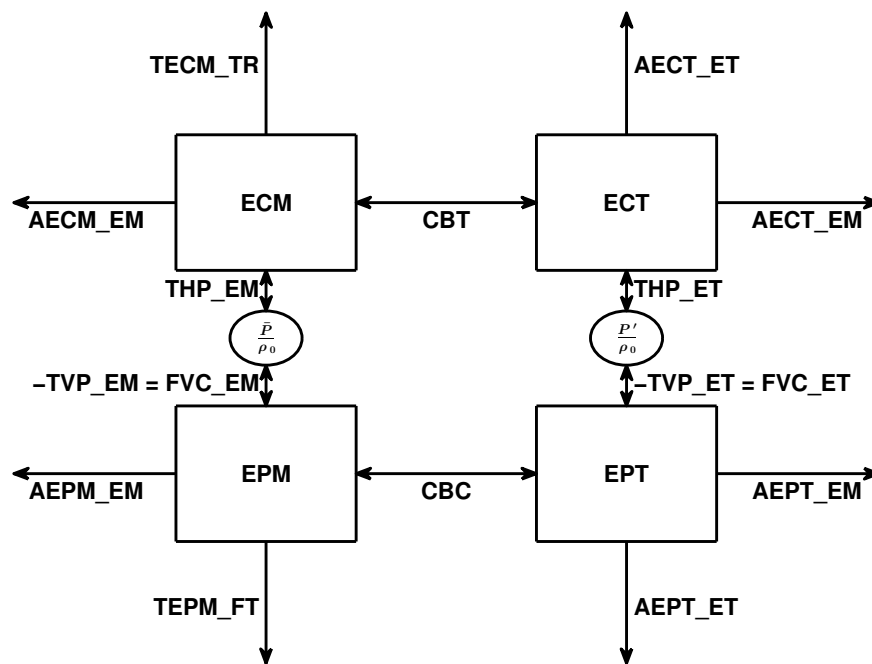 TECM_TR AECT_ET
ECM ECT
AECM_EM CBT AECT_EM
THP_EM THP_ET
P̄/ρ₀ P′/ρ₀
−TVP_EM = FVC_EM −TVP_ET = FVC_ET
EPM EPT
AEPM_EM CBC AEPT_EM
TEPM_FT AEPT_ET